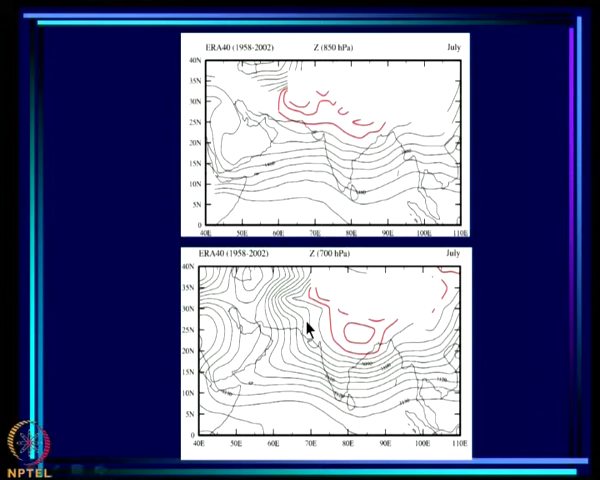 ERA40 (1958-2002) Z (850 hPa) July
40N
35N
30N
25N
20N
15N
10N
5N
0
40E 50E 60E 70E 80E 90E 100E 110E
ERA40 (1958-2002) Z (700 hPa) July
40N
35N
30N
25N
20N
15N
10N
5N
0
40E 50E 60E 70E 80E 90E 100E 110E
NPTEL